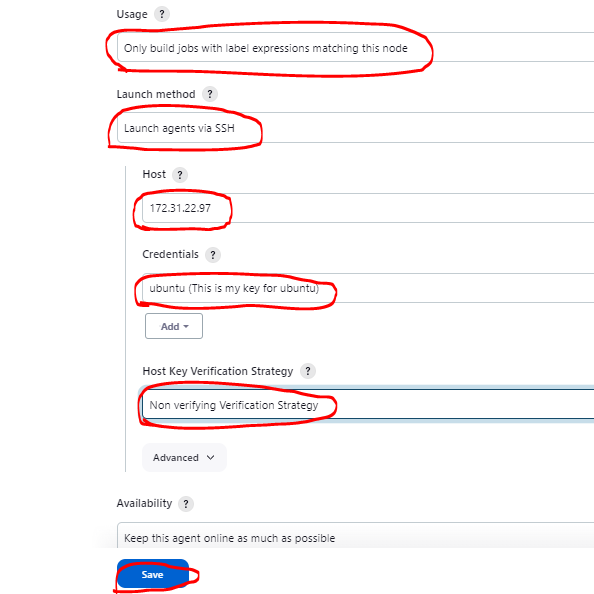 Usage ?
Only build jobs with label expressions matching this node
Launch method ?
Launch agents via SSH
Host ?
172.31.22.97
Credentials ?
ubuntu (This is my key for ubuntu)
Add
Host Key Verification Strategy ?
Non verifying Verification Strategy
Advanced
Availability ?
Keep this agent online as much as possible
Save